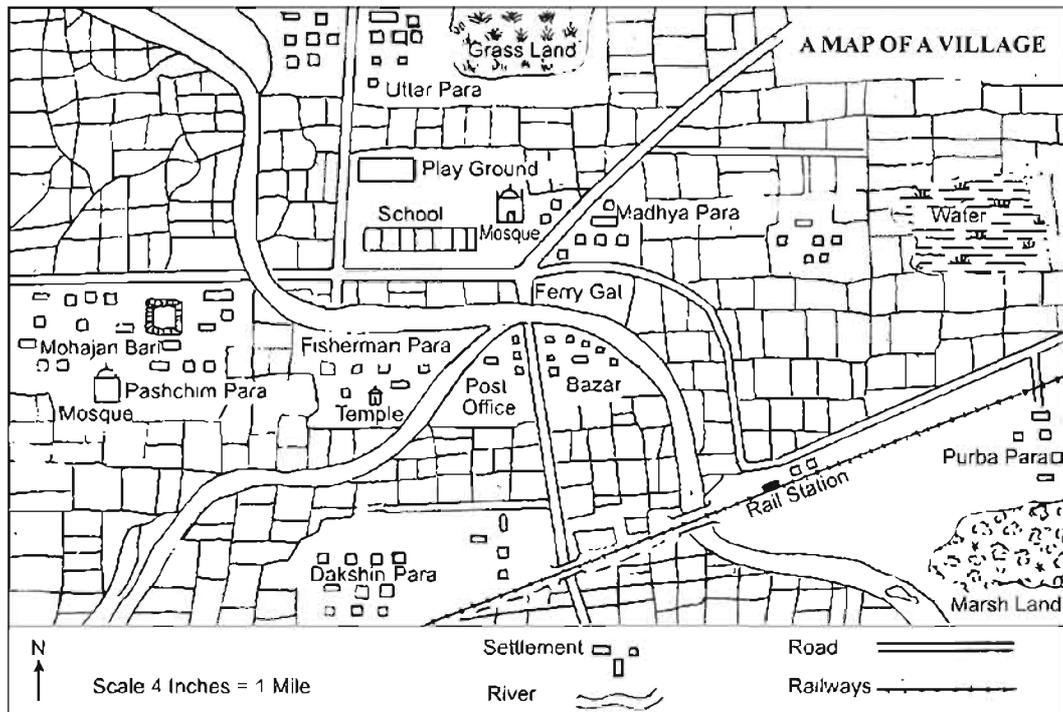 A MAP OF A VILLAGE
Grass Land
Uttar Para
Play Ground
School
Mosque
Madhya Para
Water
Ferry Gat
Mohajan Bari
Fisherman Para
Pashchim Para
Mosque
Temple
Post
Office
Bazar
Purba Para
Rail Station
Dakshin Para
Marsh Land
N
Scale 4 Inches = 1 Mile
Settlement
River
Road
Railways